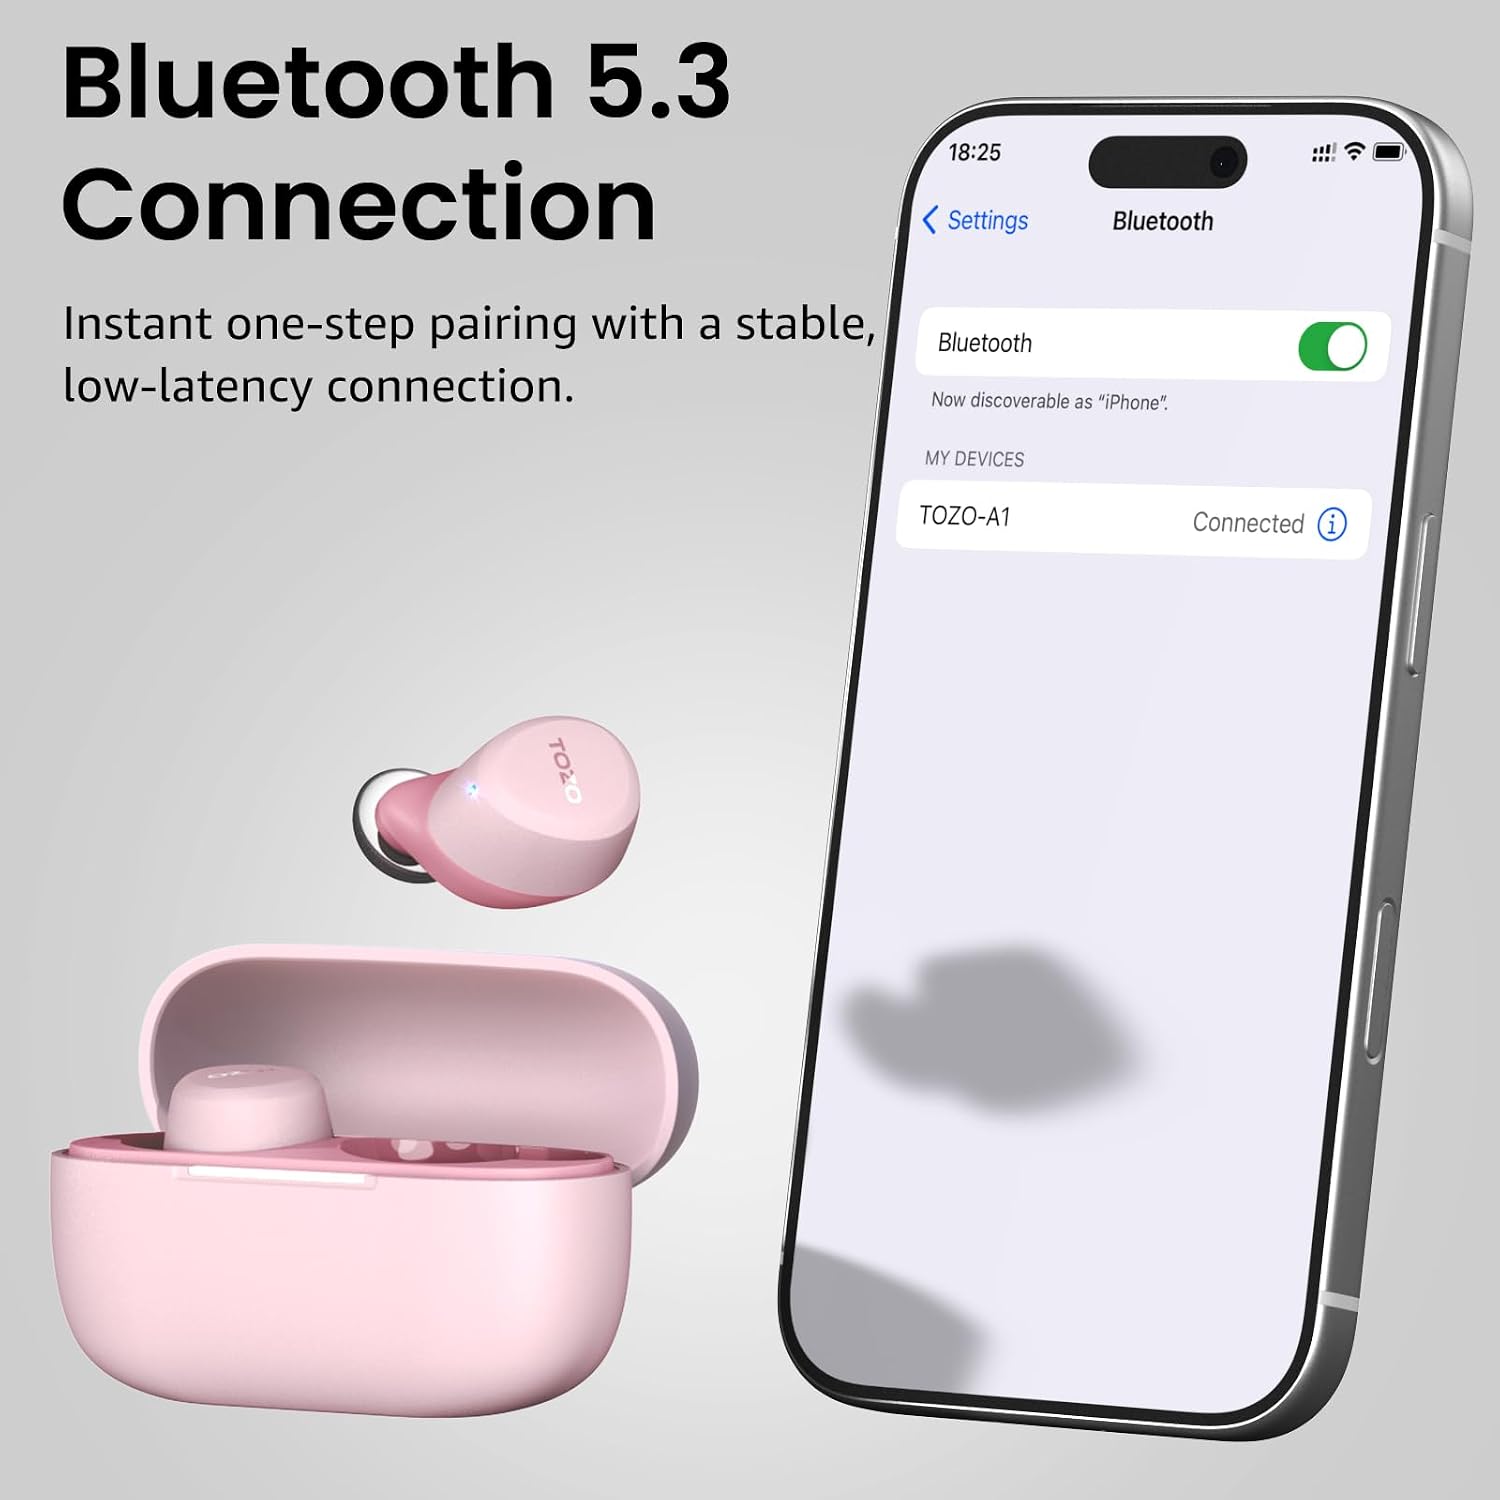 Bluetooth 5.3
Connection
Instant one-step pairing with a stable,
low-latency connection.
18:25
Settings Bluetooth
Bluetooth
Now discoverable as “iPhone”.
MY DEVICES
TOZO-A1 Connected
TOZO
TOZO